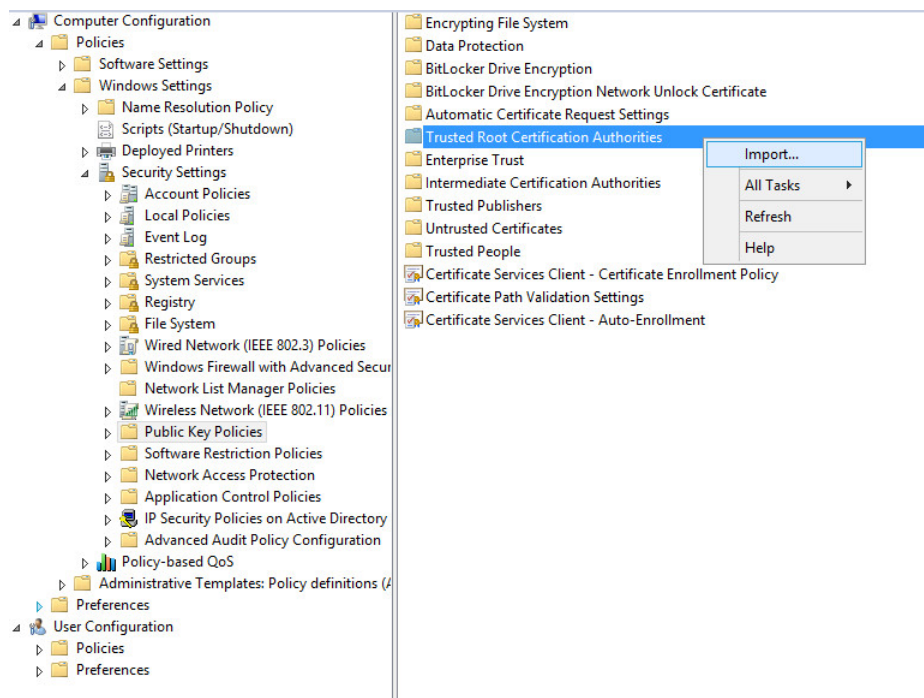 Computer Configuration
Policies
Software Settings
Windows Settings
Name Resolution Policy
Scripts (Startup/Shutdown)
Deployed Printers
Security Settings
Account Policies
Local Policies
Event Log
Restricted Groups
System Services
Registry
File System
Wired Network (IEEE 802.3) Policies
Windows Firewall with Advanced Secur
Network List Manager Policies
Wireless Network (IEEE 802.11) Policies
Public Key Policies
Software Restriction Policies
Network Access Protection
Application Control Policies
IP Security Policies on Active Directory
Advanced Audit Policy Configuration
Policy-based QoS
Administrative Templates: Policy definitions (A
Preferences
User Configuration
Policies
Preferences
Encrypting File System
Data Protection
BitLocker Drive Encryption
BitLocker Drive Encryption Network Unlock Certificate
Automatic Certificate Request Settings
Trusted Root Certification Authorities
Enterprise Trust
Intermediate Certification Authorities
Trusted Publishers
Untrusted Certificates
Trusted People
Certificate Services Client - Certificate Enrollment Policy
Certificate Path Validation Settings
Certificate Services Client - Auto-Enrollment
Import...
All Tasks
Refresh
Help